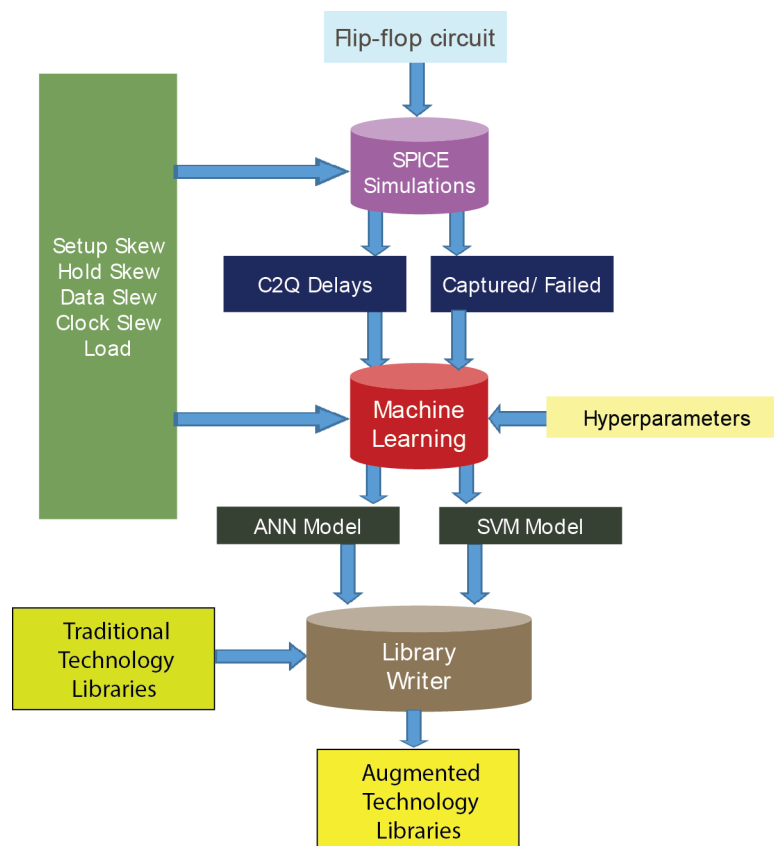 Flip-flop circuit
SPICE
Simulations
Setup Skew
Hold Skew
Data Slew
Clock Slew
Load
C2Q Delays
Captured/ Failed
Machine
Learning
Hyperparameters
ANN Model
SVM Model
Traditional
Technology
Libraries
Library
Writer
Augmented
Technology
Libraries